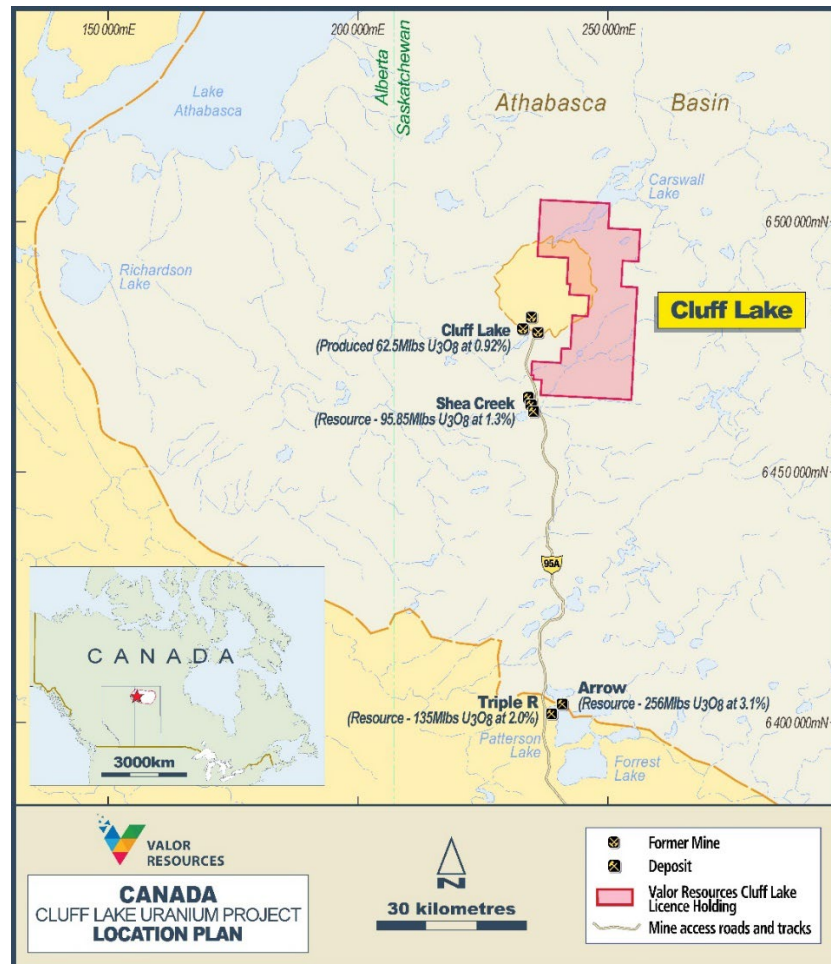 150 000mE
200 000mE
250 000mE
Alberta
Saskatchewan
Lake
Athabasca
Athabasca Basin
Carswall
Lake
6 500 000mN
Richardson
Lake
Cluff Lake
Cluff Lake
(Produced 62.5Mlbs U3O8 at 0.92%)
Shea Creek
(Resource - 95.85Mlbs U3O8 at 1.3%)
6 450 000mN
95A
CANADA
3000km
Arrow
(Resource - 256Mlbs U3O8 at 3.1%)
Triple R
(Resource - 135Mlbs U3O8 at 2.0%)
6 400 000mN
Patterson
Lake
Forrest
Lake
VALOR
RESOURCES
CANADA
CLUFF LAKE URANIUM PROJECT
LOCATION PLAN
N
30 kilometres
Former Mine
Deposit
Valor Resources Cluff Lake
Licence Holding
Mine access roads and tracks